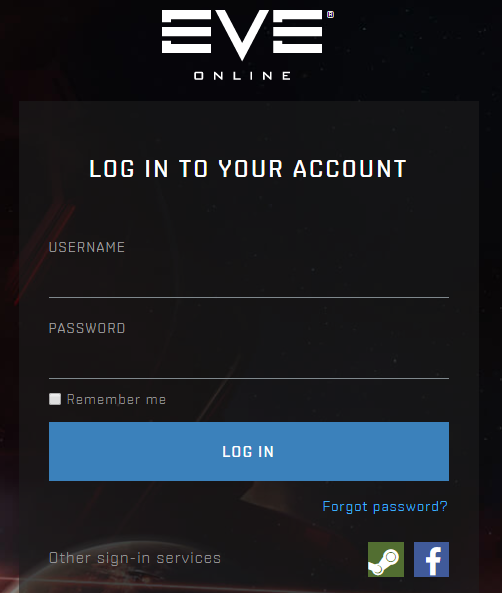 EVE
ONLINE
LOG IN TO YOUR ACCOUNT
USERNAME
PASSWORD
Remember me
LOG IN
Forgot password?
Other sign-in services